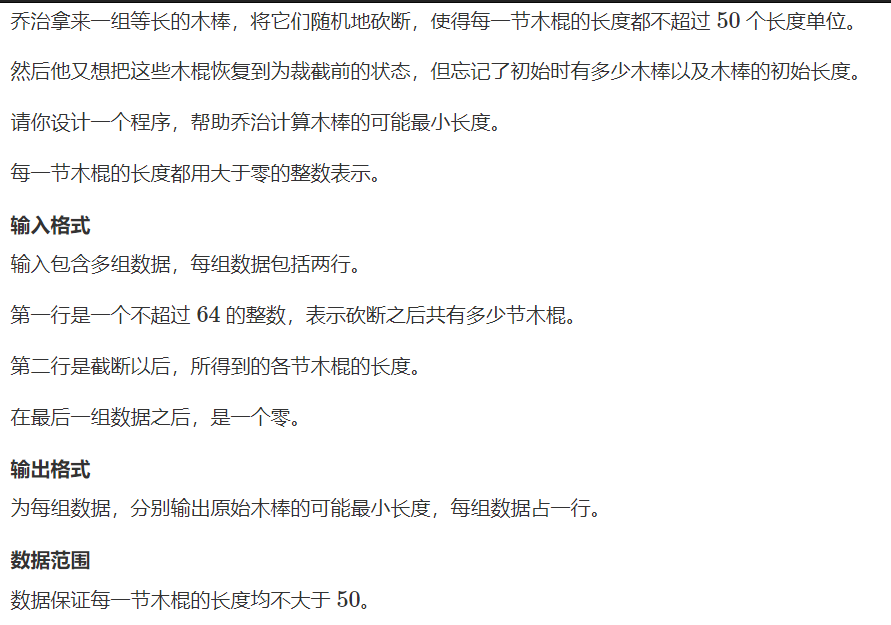 乔治拿来一组等长的木棒，将它们随机地砍断，使得每一节木棍的长度都不超过 50 个长度单位。
然后他又想把这些木棍恢复到为裁截前的状态，但忘记了初始时有多少木棒以及木棒的初始长度。
请你设计一个程序，帮助乔治计算木棒的可能最小长度。
每一节木棍的长度都用大于零的整数表示。
输入格式
输入包含多组数据，每组数据包括两行。
第一行是一个不超过 64 的整数，表示砍断之后共有多少节木棍。
第二行是截断以后，所得到的各节木棍的长度。
在最后一组数据之后，是一个零。
输出格式
为每组数据，分别输出原始木棒的可能最小长度，每组数据占一行。
数据范围
数据保证每一节木棍的长度均不大于 50。